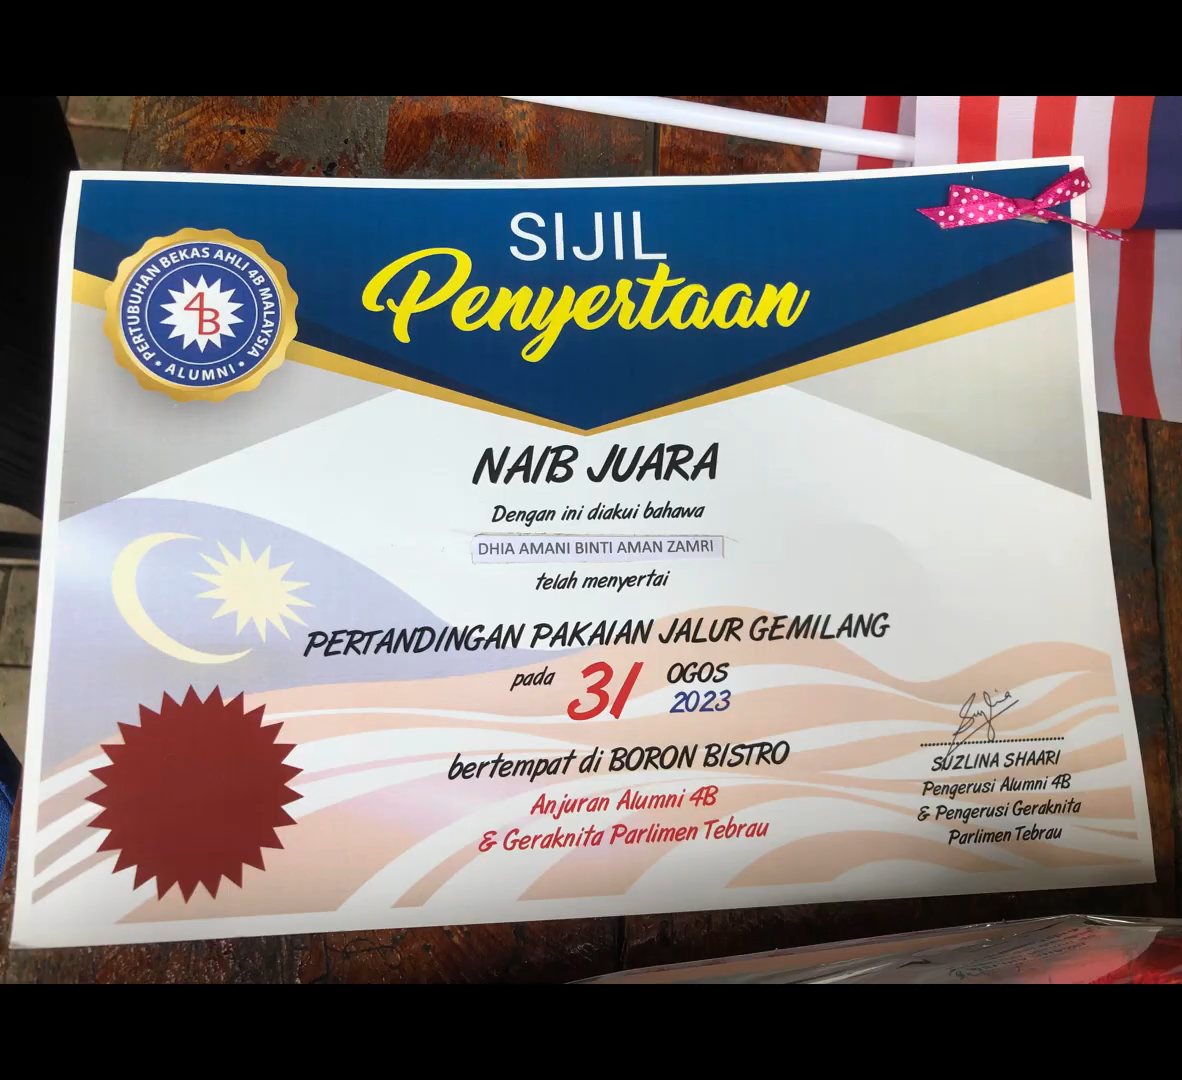 SIJIL
Penyertaan
PERTUBUHAN BEKAS AHLI 4B MALAYSIA
4B
• ALUMNI •
NAIB JUARA
Dengan ini diakui bahawa
DHIA AMANI BINTI AMAN ZAMRI
telah menyertai
PERTANDINGAN PAKAIAN JALUR GEMILANG
pada 31 OGOS
2023
bertempat di BORON BISTRO
Anjuran Alumni 4B
& Geraknita Parlimen Tebrau
SUZLINA SHAARI
Pengerusi Alumni 4B
& Pengerusi Geraknita
Parlimen Tebrau